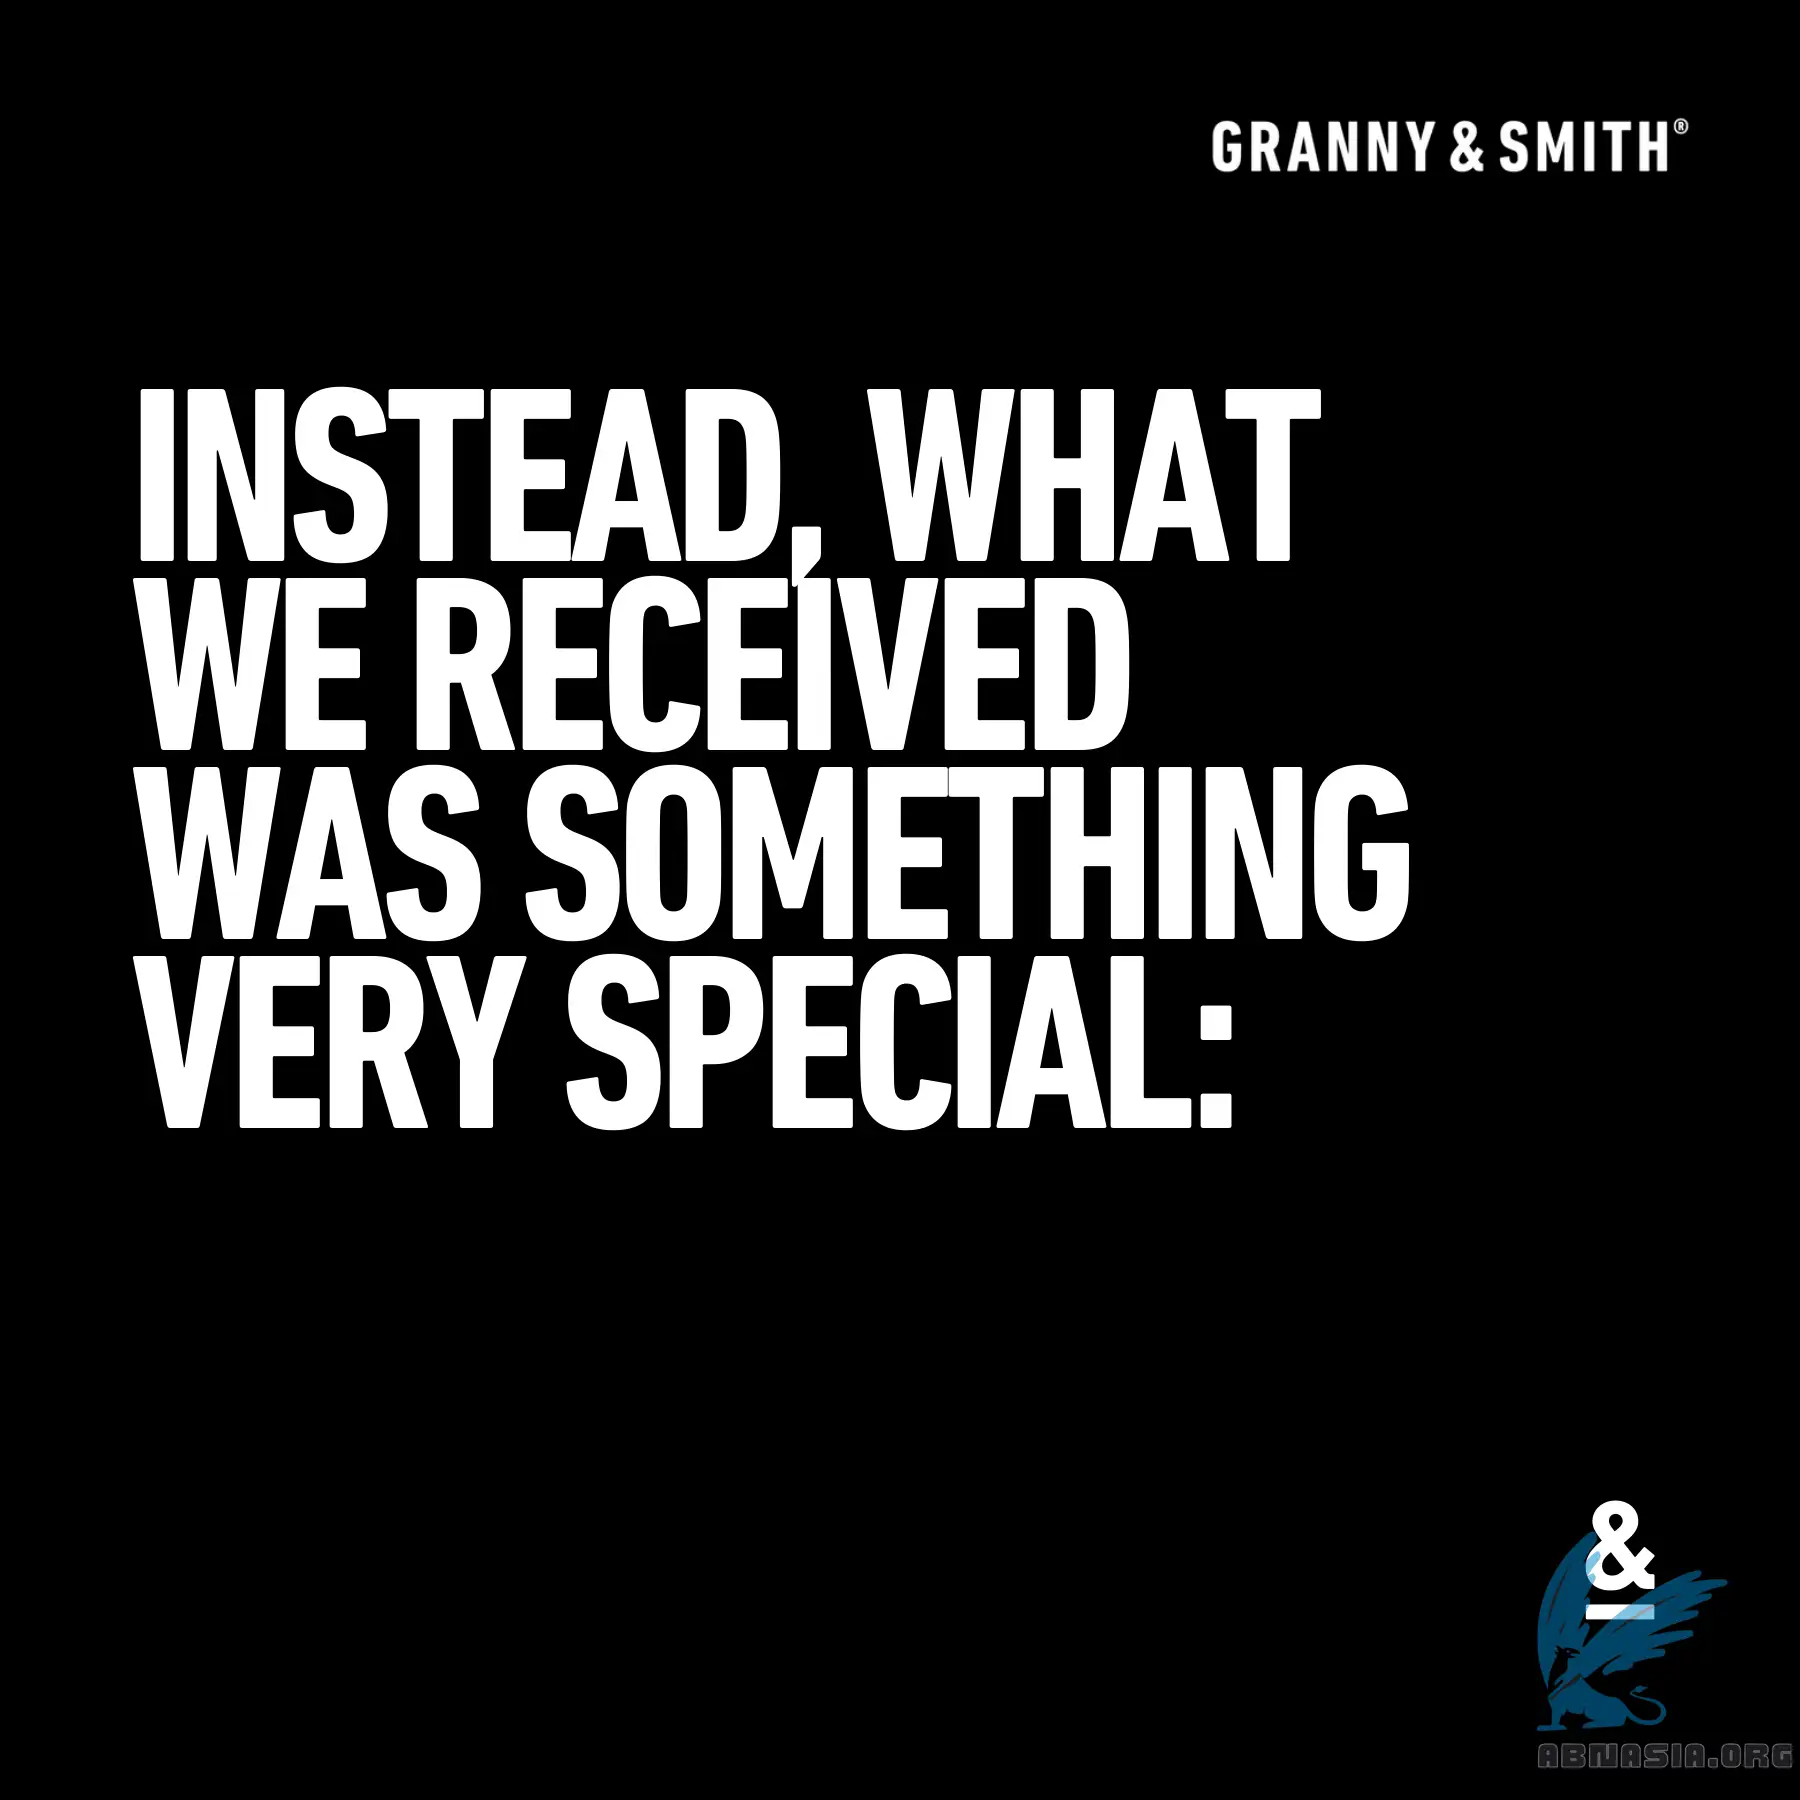 GRANNY & SMITH®
INSTEAD, WHAT
WE RECEIVED
WAS SOMETHING
VERY SPECIAL:
&
ABNASIA.ORG